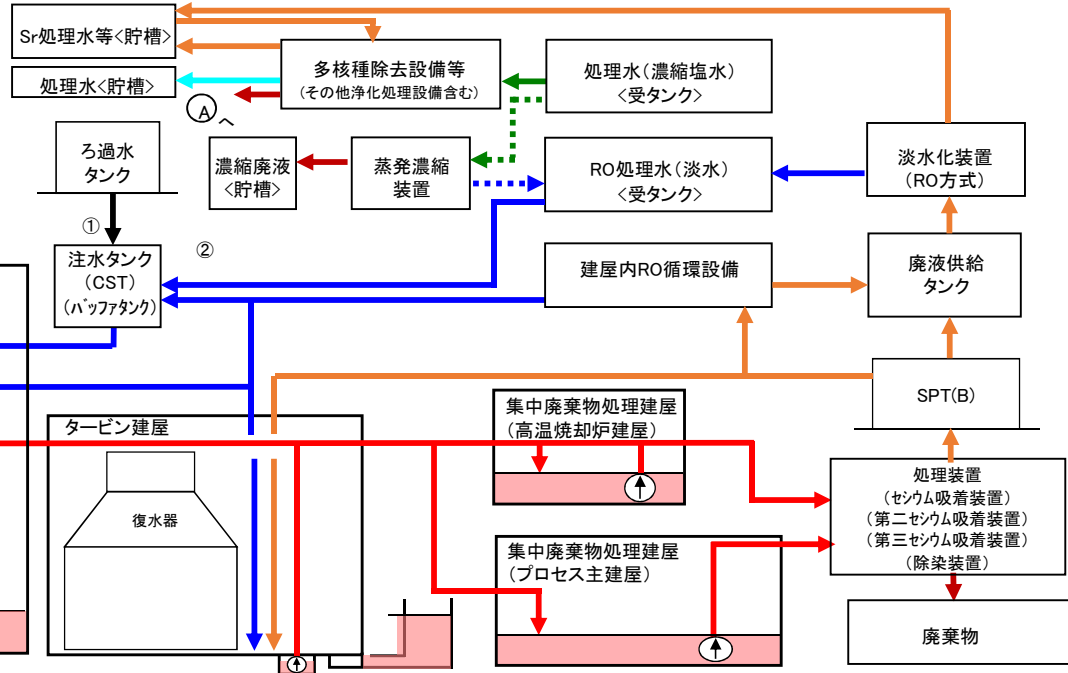 Sr処理水等<貯槽>
処理水<貯槽>
多核種除去設備等
(その他浄化処理設備含む)
処理水(濃縮塩水)
<受タンク>
Ⓐへ
ろ過水
タンク
濃縮廃液
<貯槽>
蒸発濃縮
装置
RO処理水(淡水)
<受タンク>
淡水化装置
(RO方式)
①
②
注水タンク
(CST)
(バッファタンク)
建屋内RO循環設備
廃液供給
タンク
SPT(B)
タービン建屋
復水器
集中廃棄物処理建屋
(高温焼却炉建屋)
集中廃棄物処理建屋
(プロセス主建屋)
処理装置
(セシウム吸着装置)
(第二セシウム吸着装置)
(第三セシウム吸着装置)
(除染装置)
廃棄物